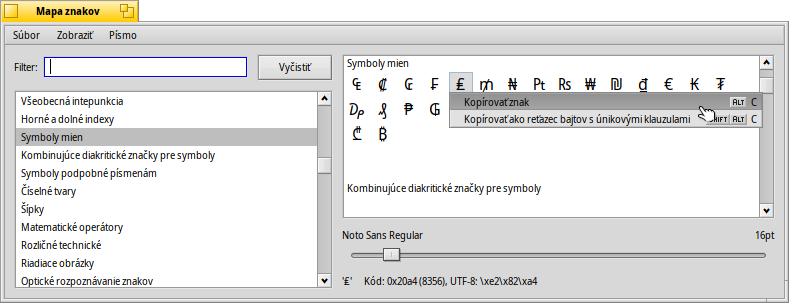 Mapa znakov
Súbor Zobraziť Písmo
Filter: Vyčistiť
Všeobecná intepunkcia
Horné a dolné indexy
Symboly mien
Kombinujúce diakritické značky pre symboly
Symboly podpobné písmenám
Číselné tvary
Šípky
Matematické operátory
Rozličné technické
Riadiace obrázky
Optické rozpoznávanie znakov
Symboly mien
₠ ₡ ₢ ₣ ₤ ₥ ₦ ₧ ₨ ₩ ₪ ₫ € ₭ ₮
₯ ₰ ₱ ₲
₾ ₿
Kopírovať znak ALT C
Kopírovať ako reťazec bajtov s únikovými klauzulami SHIFT ALT C
Kombinujúce diakritické značky pre symboly
Noto Sans Regular 16pt
'₤' Kód: 0x20a4 (8356), UTF-8: \xe2\x82\xa4